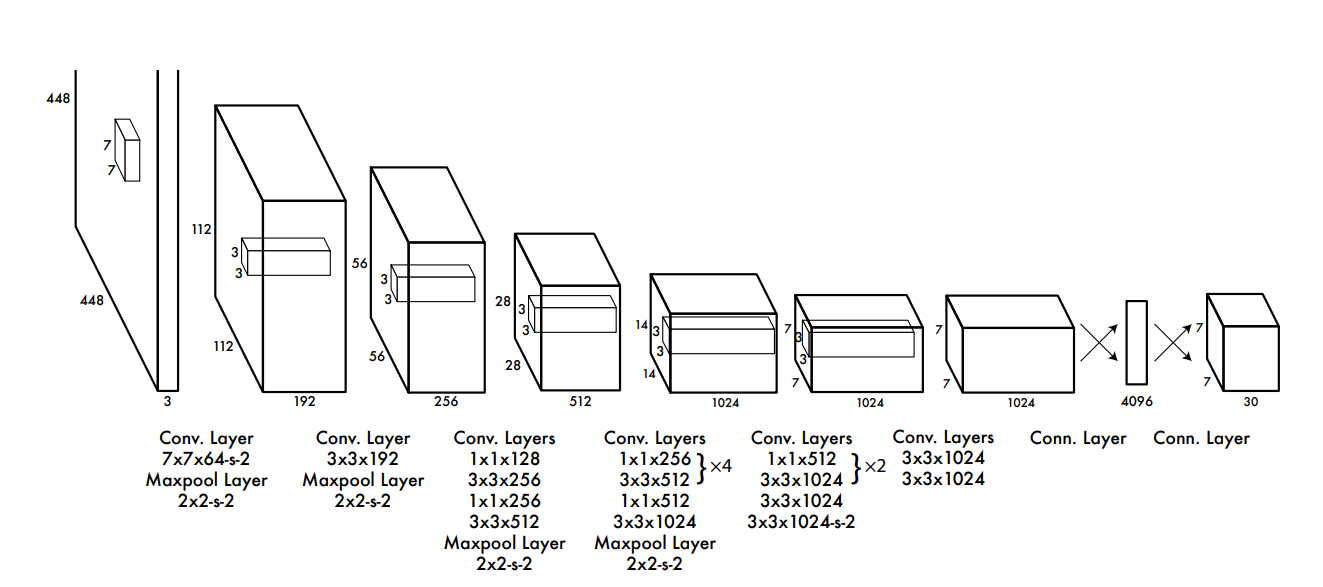 448
7
7
448
3
112
3
3
112
192
56
3
3
56
256
28
3
3
28
512
14
3
3
14
1024
7
3
3
7
1024
7
7
1024
4096
7
7
30
Conv. Layer
7x7x64-s-2
Maxpool Layer
2x2-s-2
Conv. Layer
3x3x192
Maxpool Layer
2x2-s-2
Conv. Layers
1x1x128
3x3x256
1x1x256
3x3x512
Maxpool Layer
2x2-s-2
Conv. Layers
1x1x256
3x3x512
}×4
1x1x512
3x3x1024
Maxpool Layer
2x2-s-2
Conv. Layers
1x1x512
3x3x1024
}×2
3x3x1024
3x3x1024-s-2
Conv. Layers
3x3x1024
3x3x1024
Conn. Layer
Conn. Layer